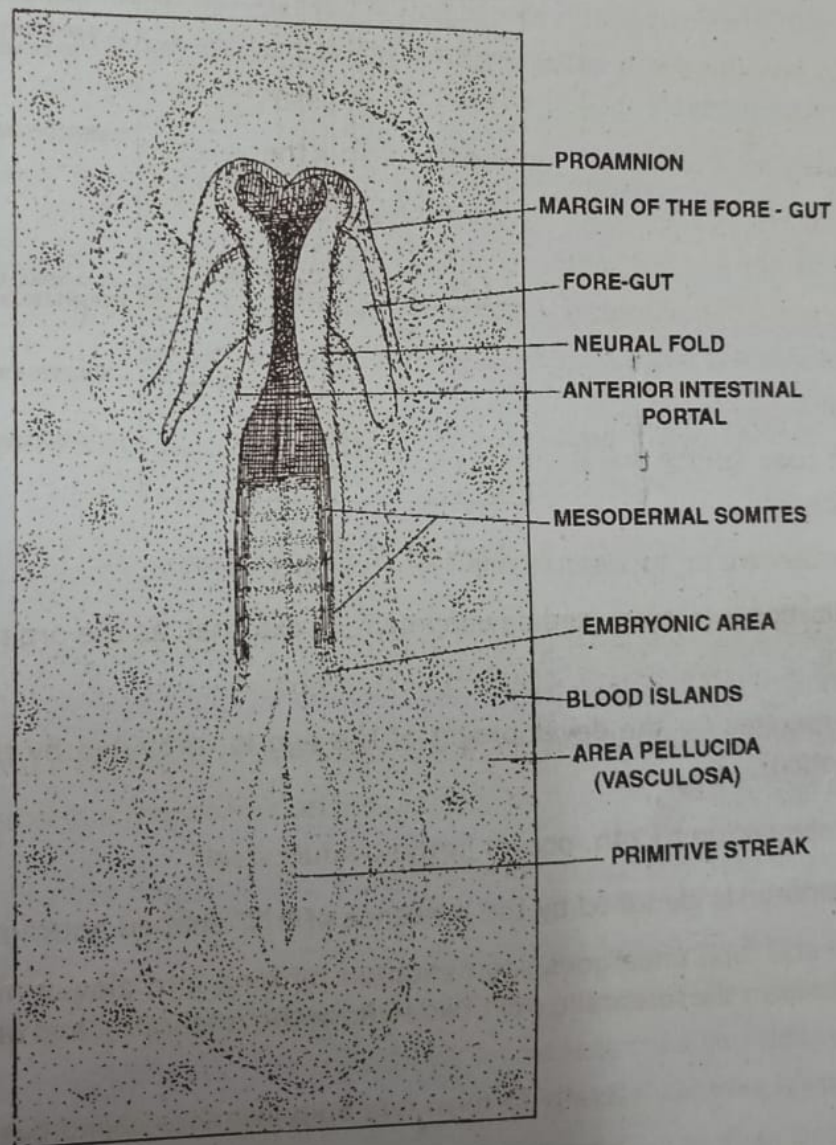 PROAMNION
MARGIN OF THE FORE - GUT
FORE-GUT
NEURAL FOLD
ANTERIOR INTESTINAL
PORTAL
MESODERMAL SOMITES
EMBRYONIC AREA
BLOOD ISLANDS
AREA PELLUCIDA
(VASCULOSA)
PRIMITIVE STREAK